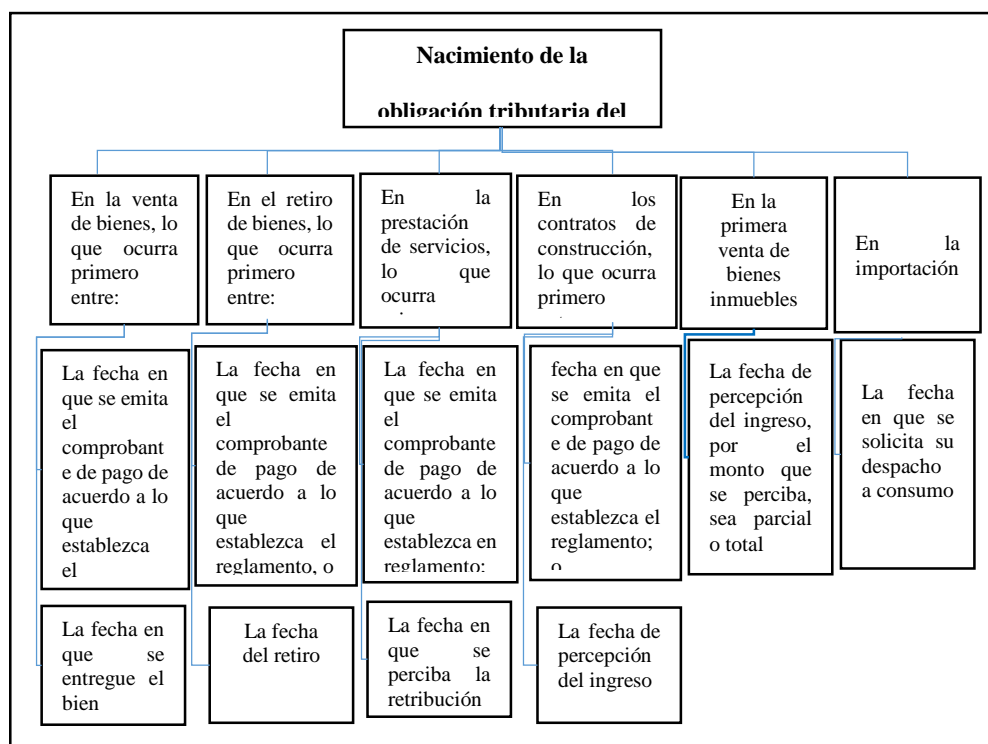 Nacimiento de la
obligación tributaria del
En la venta
de bienes, lo
que ocurra
primero
entre:
En el retiro
de bienes, lo
que ocurra
primero
entre:
En la
prestación
de servicios,
lo que
ocurra
En los
contratos de
construcción,
lo que ocurra
primero
En la
primera
venta de
bienes
inmuebles
En la
importación
La fecha en
que se emita
el
comprobant
e de pago de
acuerdo a lo
que
establezca
el
La fecha en
que se emita
el
comprobante
de pago de
acuerdo a lo
que
establezca el
reglamento, o
La fecha en
que se emita
el
comprobante
de pago de
acuerdo a lo
que
establezca en
reglamento;
fecha en que
se emita el
comprobant
e de pago de
acuerdo a lo
que
establezca el
reglamento;
o
La fecha de
percepción
del ingreso,
por el
monto que
se perciba,
sea parcial
o total
La fecha
en que se
solicita su
despacho
a consumo
La fecha en
que se
entregue el
bien
La fecha
del retiro
La fecha en
que se
perciba la
retribución
La fecha de
percepción
del ingreso